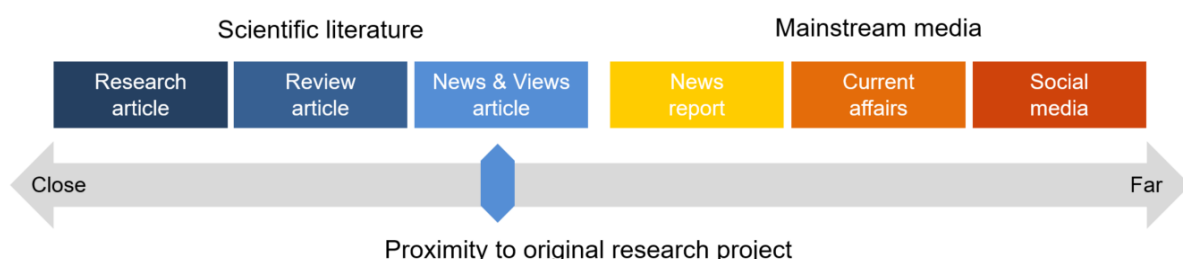 Scientific literature
Mainstream media
Research
article
Review
article
News & Views
article
News
report
Current
affairs
Social
media
Close
Far
Proximity to original research project